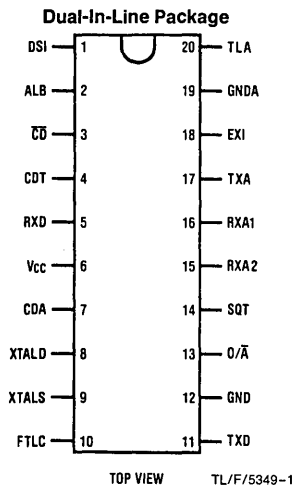 Dual-In-Line Package
DSI 1 20 TLA
ALB 2 19 GNDA
C̅D̅ 3 18 EXI
CDT 4 17 TXA
RXD 5 16 RXA1
VCC 6 15 RXA2
CDA 7 14 SQT
XTALD 8 13 O/A̅
XTALS 9 12 GND
FTLC 10 11 TXD
TOP VIEW TL/F/5349-1